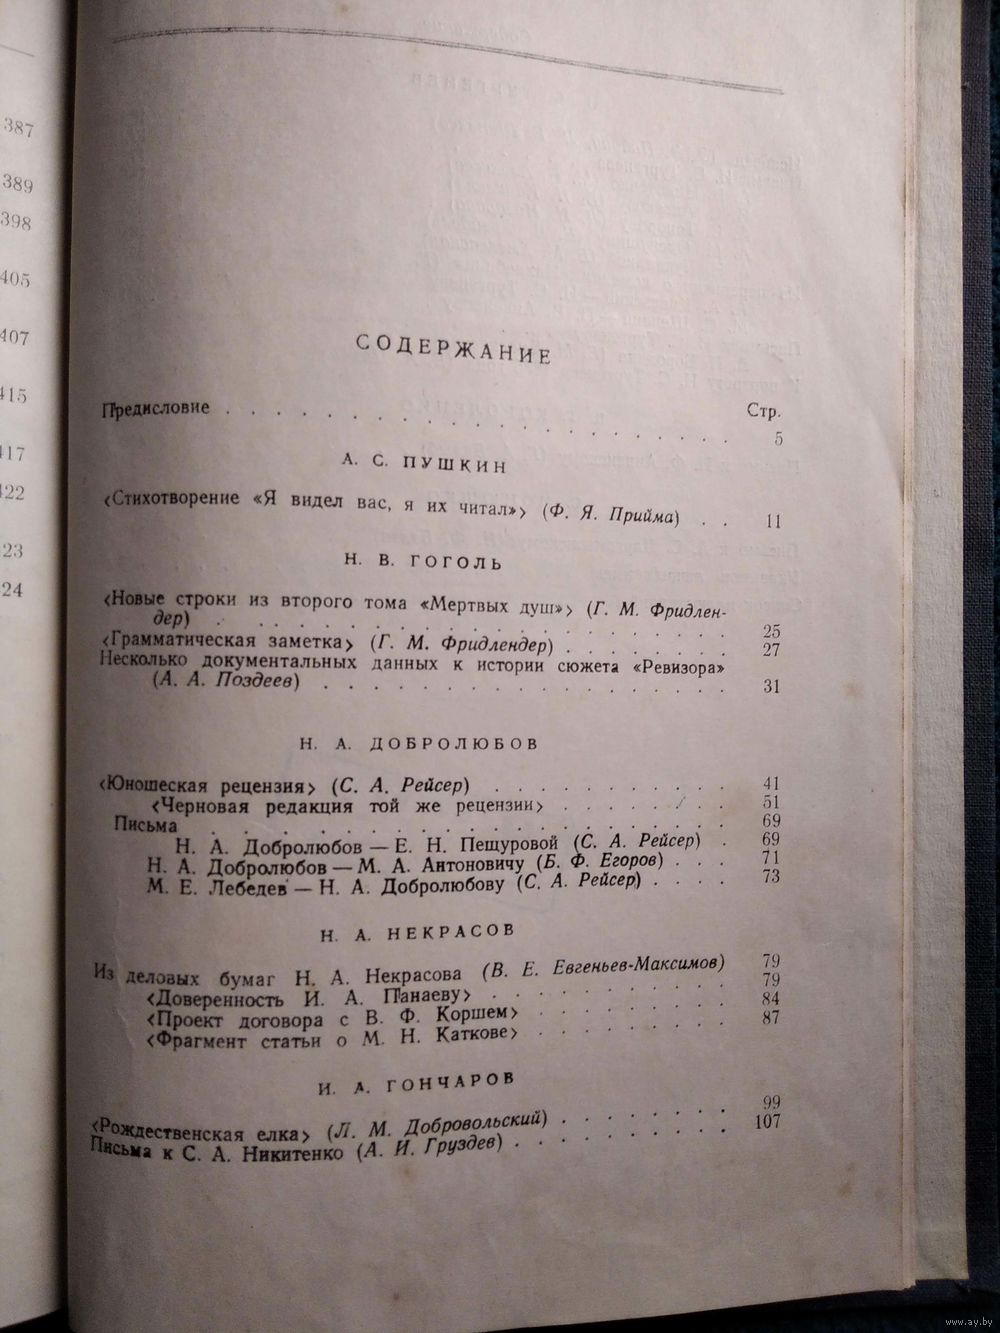 387
389
398
405
407
415
417
422
23
24
СОДЕРЖАНИЕ
Стр.
Предисловие . . . . . . . . . . . . . . . . . . . . 5
А. С. ПУШКИН
‹Стихотворение «Я видел вас, я их читал»› (Ф. Я. Прийма) . . 11
Н. В. ГОГОЛЬ
‹Новые строки из второго тома «Мертвых душ»› (Г. М. Фридлен-
дер) . . . . . . . . . . . . . . . . . . . . 25
‹Грамматическая заметка› (Г. М. Фридлендер) . . . . . . . . 27
Несколько документальных данных к истории сюжета «Ревизора»
(А. А. Поздеев) . . . . . . . . . . . . . . . . . 31
Н. А. ДОБРОЛЮБОВ
‹Юношеская рецензия› (С. А. Рейсер) . . . . . . . . . . . 41
‹Черновая редакция той же рецензии› . . . . . . . . 51
Письма . . . . . . . . . . . . . . . . . . . . . 69
Н. А. Добролюбов — Е. Н. Пещуровой (С. А. Рейсер) . 69
Н. А. Добролюбов — М. А. Антоновичу (Б. Ф. Егоров) . . . 71
М. Е. Лебедев — Н. А. Добролюбову (С. А. Рейсер) . . . . 73
Н. А. НЕКРАСОВ
Из деловых бумаг Н. А. Некрасова (В. Е. Евгеньев-Максимов) 79
‹Доверенность И. А. Панаеву› . . . . . . . . . . 79
‹Проект договора с В. Ф. Коршем› . . . . . . . . 84
‹Фрагмент статьи о М. Н. Каткове› . . . . . . . . 87
И. А. ГОНЧАРОВ
‹Рождественская елка› (Л. М. Добровольский) . . . . . . . 99
Письма к С. А. Никитенко (А. И. Груздев) . . . . . . . . . 107
www.ay.by